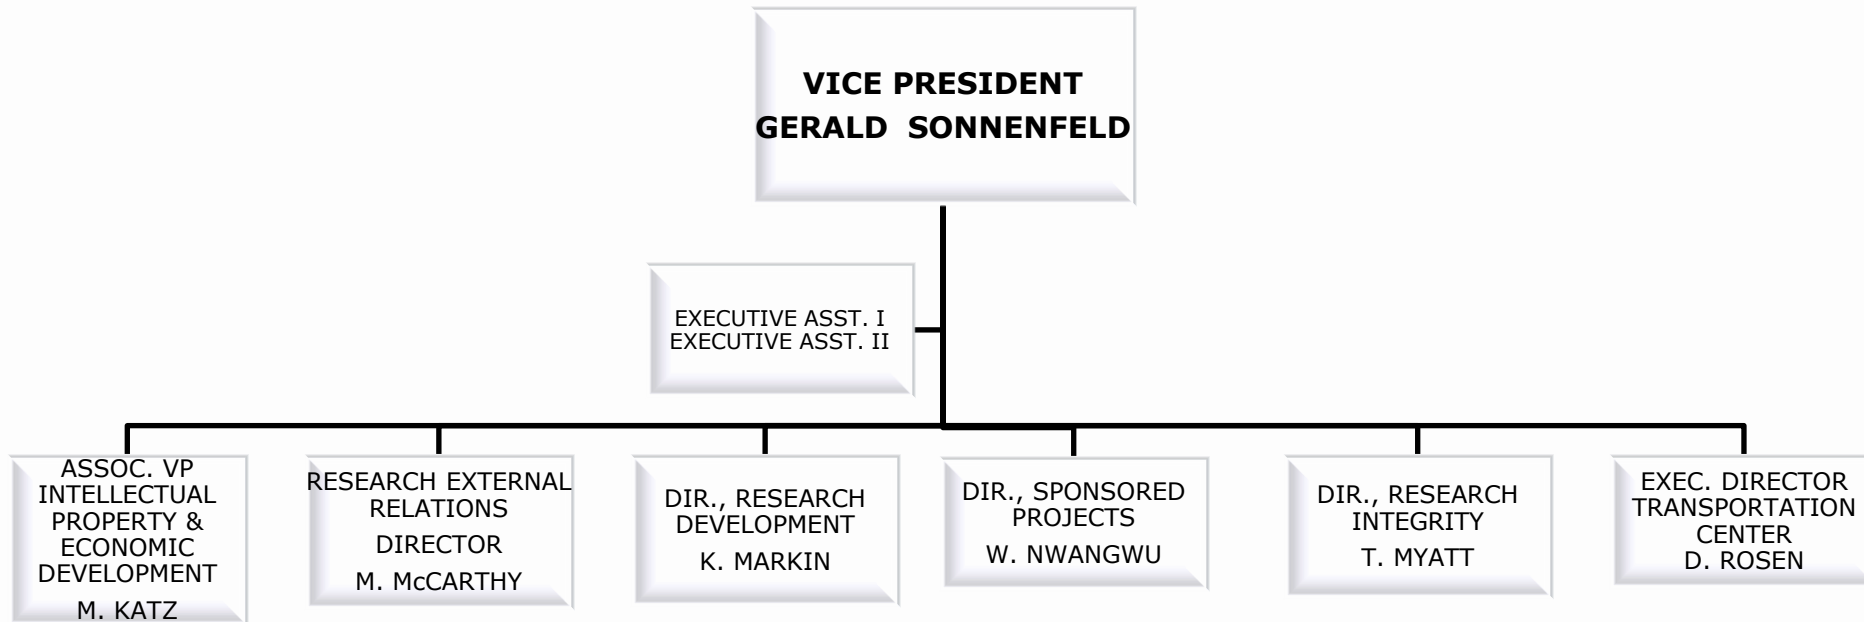 VICE PRESIDENT
GERALD SONNENFELD
EXECUTIVE ASST. I
EXECUTIVE ASST. II
ASSOC. VP
INTELLECTUAL
PROPERTY &
ECONOMIC
DEVELOPMENT
M. KATZ
RESEARCH EXTERNAL
RELATIONS
DIRECTOR
M. McCARTHY
DIR., RESEARCH
DEVELOPMENT
K. MARKIN
DIR., SPONSORED
PROJECTS
W. NWANGWU
DIR., RESEARCH
INTEGRITY
T. MYATT
EXEC. DIRECTOR
TRANSPORTATION
CENTER
D. ROSEN